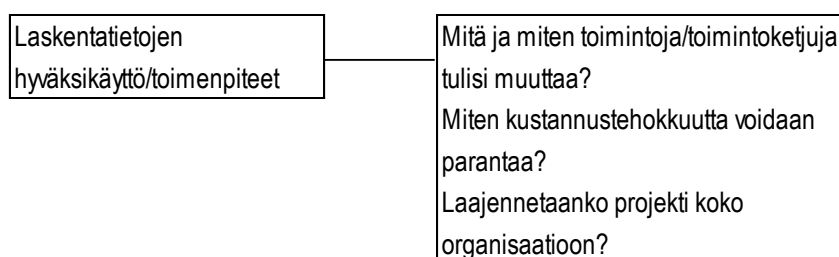 Laskentatietojen
hyväksikäyttö/toimenpiteet
Mitä ja miten toimintoja/toimintoketjuja
tulisi muuttaa?
Miten kustannustehokkuutta voidaan
parantaa?
Laajennetaanko projekti koko
organisaatioon?